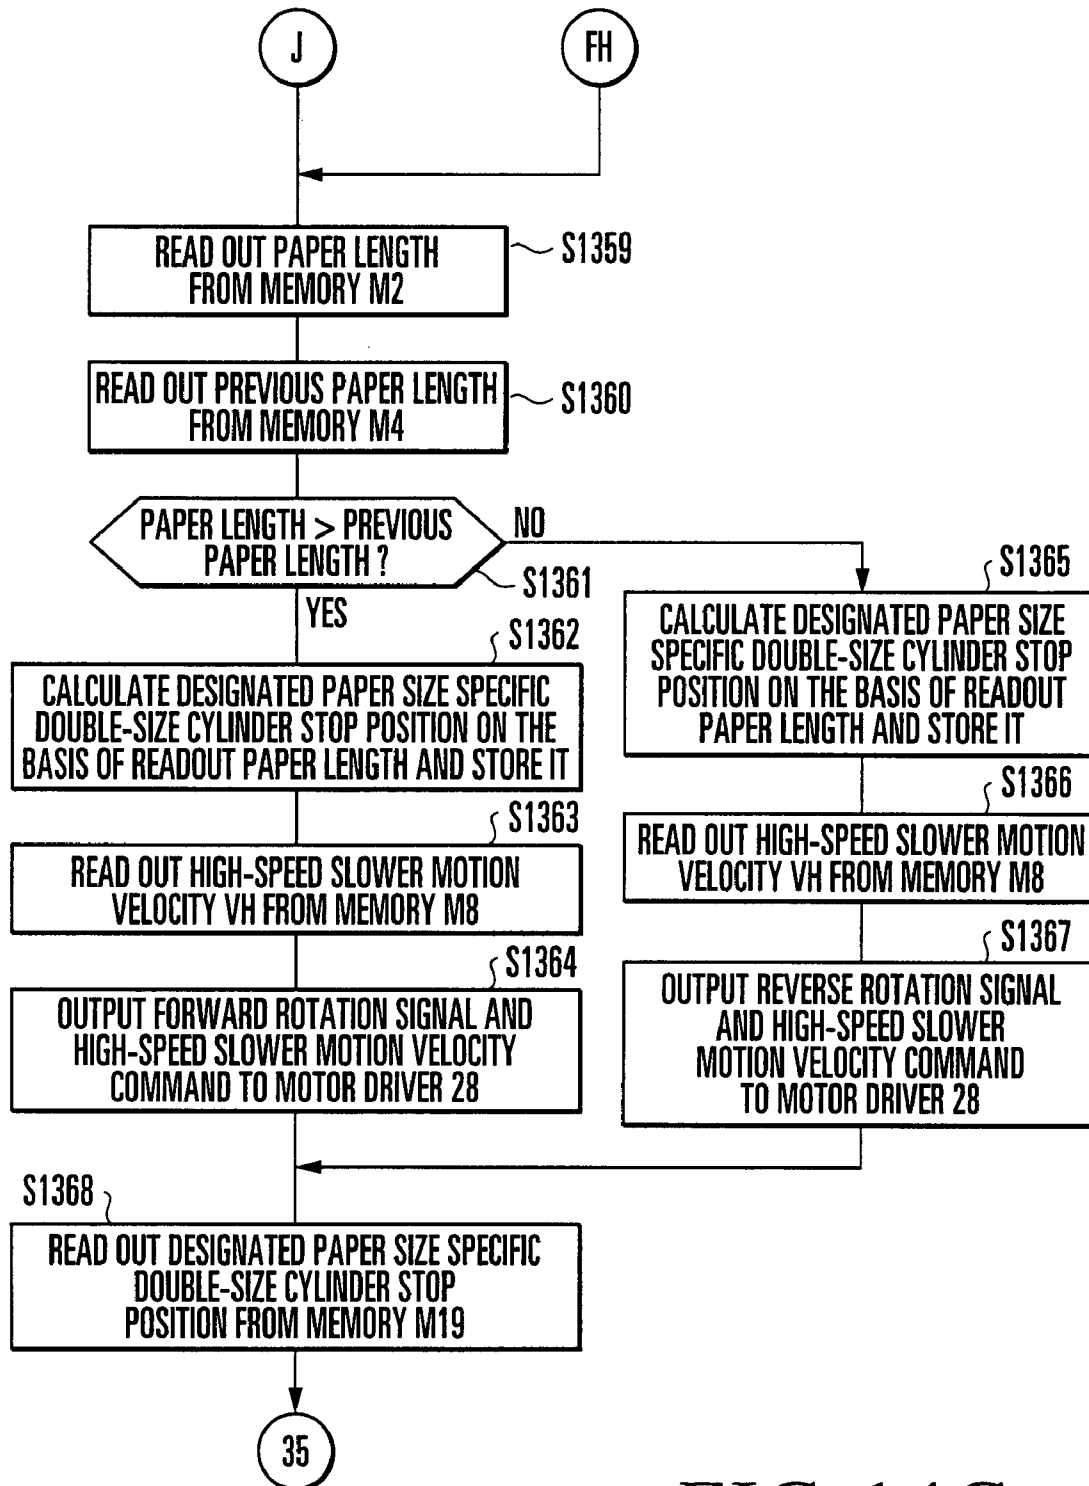 J
FH
READ OUT PAPER LENGTH
FROM MEMORY M2
S1359
READ OUT PREVIOUS PAPER LENGTH
FROM MEMORY M4
S1360
PAPER LENGTH > PREVIOUS
PAPER LENGTH ?
NO
S1361
YES
S1362
CALCULATE DESIGNATED PAPER SIZE SPECIFIC
DOUBLE-SIZE CYLINDER STOP POSITION ON THE
BASIS OF READOUT PAPER LENGTH AND STORE IT
S1363
READ OUT HIGH-SPEED SLOWER MOTION
VELOCITY VH FROM MEMORY M8
S1364
OUTPUT FORWARD ROTATION SIGNAL AND
HIGH-SPEED SLOWER MOTION VELOCITY
COMMAND TO MOTOR DRIVER 28
S1365
CALCULATE DESIGNATED PAPER SIZE
SPECIFIC DOUBLE-SIZE CYLINDER STOP
POSITION ON THE BASIS OF READOUT
PAPER LENGTH AND STORE IT
S1366
READ OUT HIGH-SPEED SLOWER MOTION
VELOCITY VH FROM MEMORY M8
S1367
OUTPUT REVERSE ROTATION SIGNAL
AND HIGH-SPEED SLOWER
MOTION VELOCITY COMMAND
TO MOTOR DRIVER 28
S1368
READ OUT DESIGNATED PAPER SIZE SPECIFIC
DOUBLE-SIZE CYLINDER STOP
POSITION FROM MEMORY M19
35